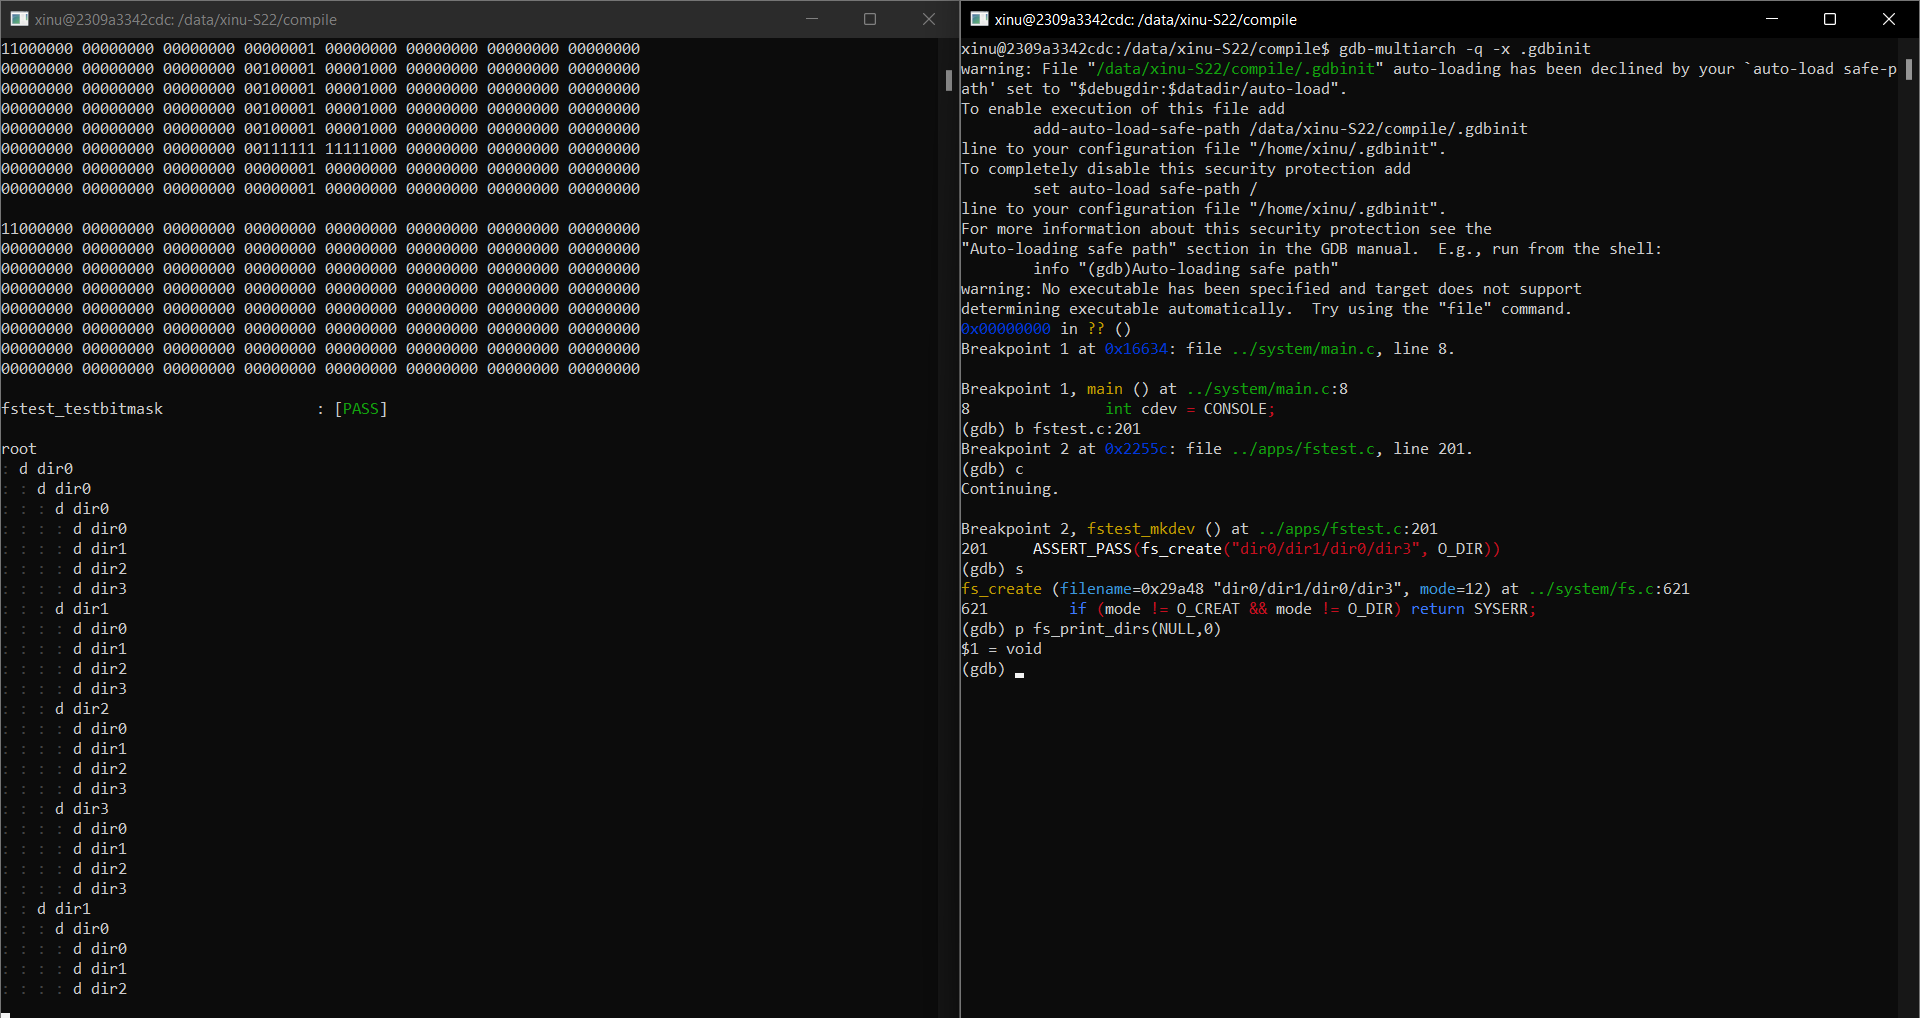 xinu@2309a3342cdc: /data/xinu-S22/compile
11000000 00000000 00000000 00000001 00000000 00000000 00000000 00000000
00000000 00000000 00000000 00100001 00001000 00000000 00000000 00000000
00000000 00000000 00000000 00100001 00001000 00000000 00000000 00000000
00000000 00000000 00000000 00100001 00001000 00000000 00000000 00000000
00000000 00000000 00000000 00100001 00001000 00000000 00000000 00000000
00000000 00000000 00000000 00111111 11111000 00000000 00000000 00000000
00000000 00000000 00000000 00000001 00000000 00000000 00000000 00000000
00000000 00000000 00000000 00000001 00000000 00000000 00000000 00000000

11000000 00000000 00000000 00000000 00000000 00000000 00000000 00000000
00000000 00000000 00000000 00000000 00000000 00000000 00000000 00000000
00000000 00000000 00000000 00000000 00000000 00000000 00000000 00000000
00000000 00000000 00000000 00000000 00000000 00000000 00000000 00000000
00000000 00000000 00000000 00000000 00000000 00000000 00000000 00000000
00000000 00000000 00000000 00000000 00000000 00000000 00000000 00000000
00000000 00000000 00000000 00000000 00000000 00000000 00000000 00000000
00000000 00000000 00000000 00000000 00000000 00000000 00000000 00000000

fstest_testbitmask                 : [PASS]

root
: d dir0
: : d dir0
: : : d dir0
: : : : d dir0
: : : : d dir1
: : : : d dir2
: : : : d dir3
: : : d dir1
: : : : d dir0
: : : : d dir1
: : : : d dir2
: : : : d dir3
: : : d dir2
: : : : d dir0
: : : : d dir1
: : : : d dir2
: : : : d dir3
: : : d dir3
: : : : d dir0
: : : : d dir1
: : : : d dir2
: : : : d dir3
: : d dir1
: : : d dir0
: : : : d dir0
: : : : d dir1
: : : : d dir2
xinu@2309a3342cdc: /data/xinu-S22/compile
xinu@2309a3342cdc:/data/xinu-S22/compile$ gdb-multiarch -q -x .gdbinit
warning: File "/data/xinu-S22/compile/.gdbinit" auto-loading has been declined by your `auto-load safe-p
ath' set to "$debugdir:$datadir/auto-load".
To enable execution of this file add
        add-auto-load-safe-path /data/xinu-S22/compile/.gdbinit
line to your configuration file "/home/xinu/.gdbinit".
To completely disable this security protection add
        set auto-load safe-path /
line to your configuration file "/home/xinu/.gdbinit".
For more information about this security protection see the
"Auto-loading safe path" section in the GDB manual.  E.g., run from the shell:
        info "(gdb)Auto-loading safe path"
warning: No executable has been specified and target does not support
determining executable automatically.  Try using the "file" command.
0x00000000 in ?? ()
Breakpoint 1 at 0x16634: file ../system/main.c, line 8.

Breakpoint 1, main () at ../system/main.c:8
8               int cdev = CONSOLE;
(gdb) b fstest.c:201
Breakpoint 2 at 0x2255c: file ../apps/fstest.c, line 201.
(gdb) c
Continuing.

Breakpoint 2, fstest_mkdev () at ../apps/fstest.c:201
201     ASSERT_PASS(fs_create("dir0/dir1/dir0/dir3", O_DIR))
(gdb) s
fs_create (filename=0x29a48 "dir0/dir1/dir0/dir3", mode=12) at ../system/fs.c:621
621         if (mode != O_CREAT && mode != O_DIR) return SYSERR;
(gdb) p fs_print_dirs(NULL,0)
$1 = void
(gdb)